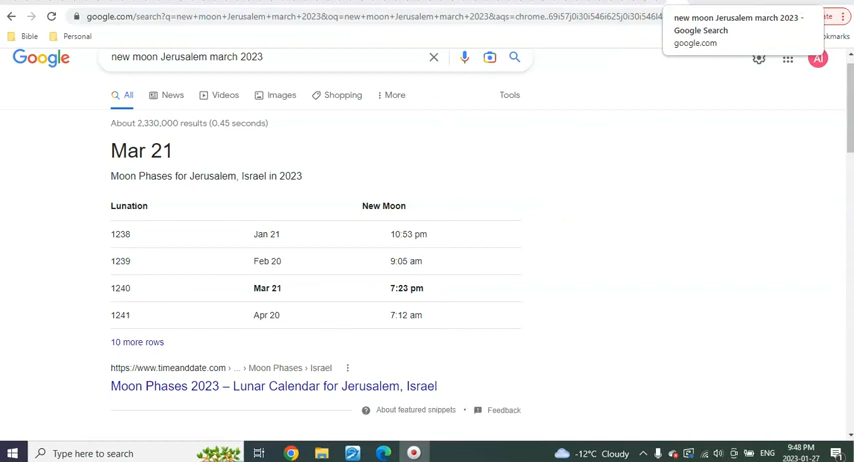 google.com/search?q=new+moon+Jerusalem+march+2023&oq=new+moon+Jerusalem+march+2023&aqs=chrome..69i57j0i30i546i625j0i30i546l4
new moon Jerusalem march 2023 -
Google Search
google.com
Bible
Personal
okmarks
Google
new moon Jerusalem march 2023
AI
All
News
Videos
Images
Shopping
More
Tools
About 2,330,000 results (0.45 seconds)
Mar 21
Moon Phases for Jerusalem, Israel in 2023
Lunation New Moon
1238 Jan 21 10:53 pm
1239 Feb 20 9:05 am
1240 Mar 21 7:23 pm
1241 Apr 20 7:12 am
10 more rows
https://www.timeanddate.com › ... › Moon Phases › Israel
Moon Phases 2023 – Lunar Calendar for Jerusalem, Israel
About featured snippets • Feedback
Type here to search
-12°C Cloudy
ENG
9:48 PM
2023-01-27